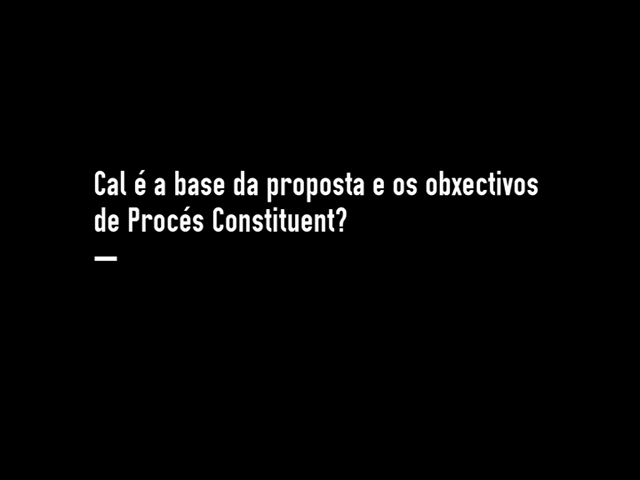 Cal é a base da proposta e os obxectivos
de Procés Constituent?